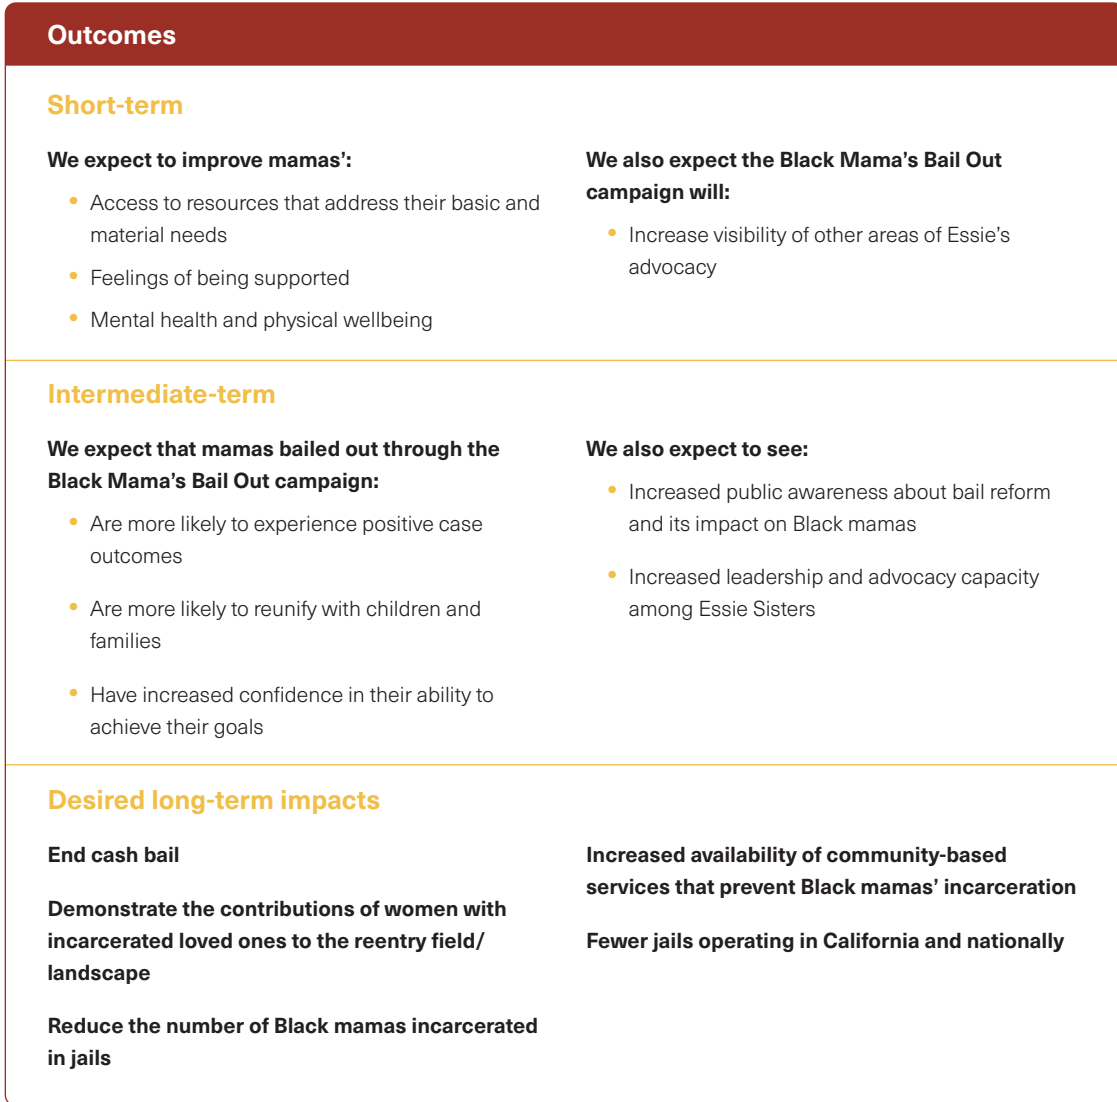 Outcomes
Short-term
We expect to improve mamas’:
• Access to resources that address their basic and
material needs
• Feelings of being supported
• Mental health and physical wellbeing
We also expect the Black Mama’s Bail Out
campaign will:
• Increase visibility of other areas of Essie’s
advocacy
Intermediate-term
We expect that mamas bailed out through the
Black Mama’s Bail Out campaign:
• Are more likely to experience positive case
outcomes
• Are more likely to reunify with children and
families
• Have increased confidence in their ability to
achieve their goals
We also expect to see:
• Increased public awareness about bail reform
and its impact on Black mamas
• Increased leadership and advocacy capacity
among Essie Sisters
Desired long-term impacts
End cash bail
Demonstrate the contributions of women with
incarcerated loved ones to the reentry field/
landscape
Reduce the number of Black mamas incarcerated
in jails
Increased availability of community-based
services that prevent Black mamas’ incarceration
Fewer jails operating in California and nationally